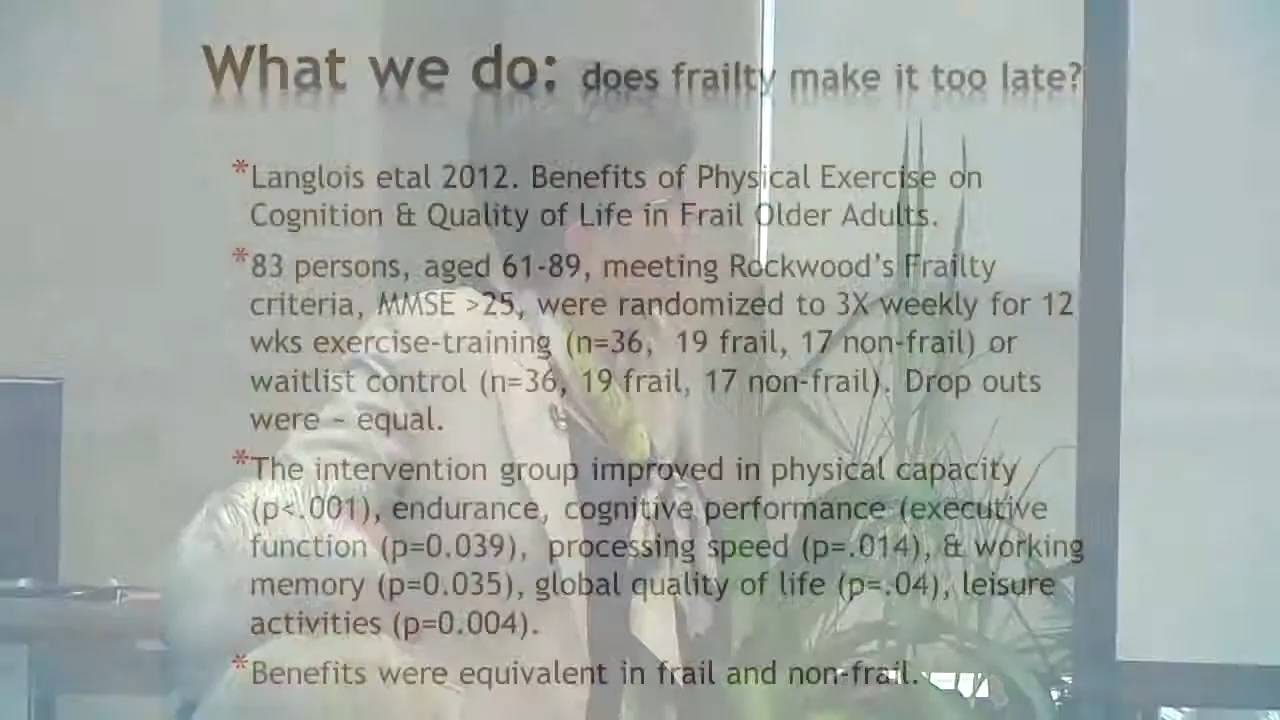 What we do: does frailty make it too late?
*Langlois etal 2012. Benefits of Physical Exercise on
Cognition & Quality of Life in Frail Older Adults.
*83 persons, aged 61-89, meeting Rockwood's Frailty
criteria, MMSE >25, were randomized to 3X weekly for 12
wks exercise-training (n=36, 19 frail, 17 non-frail) or
waitlist control (n=36, 19 frail, 17 non-frail). Drop outs
were ~ equal.
*The intervention group improved in physical capacity
(p<.001), endurance, cognitive performance (executive
function (p=0.039), processing speed (p=.014), & working
memory (p=0.035), global quality of life (p=.04), leisure
activities (p=0.004).
*Benefits were equivalent in frail and non-frail.